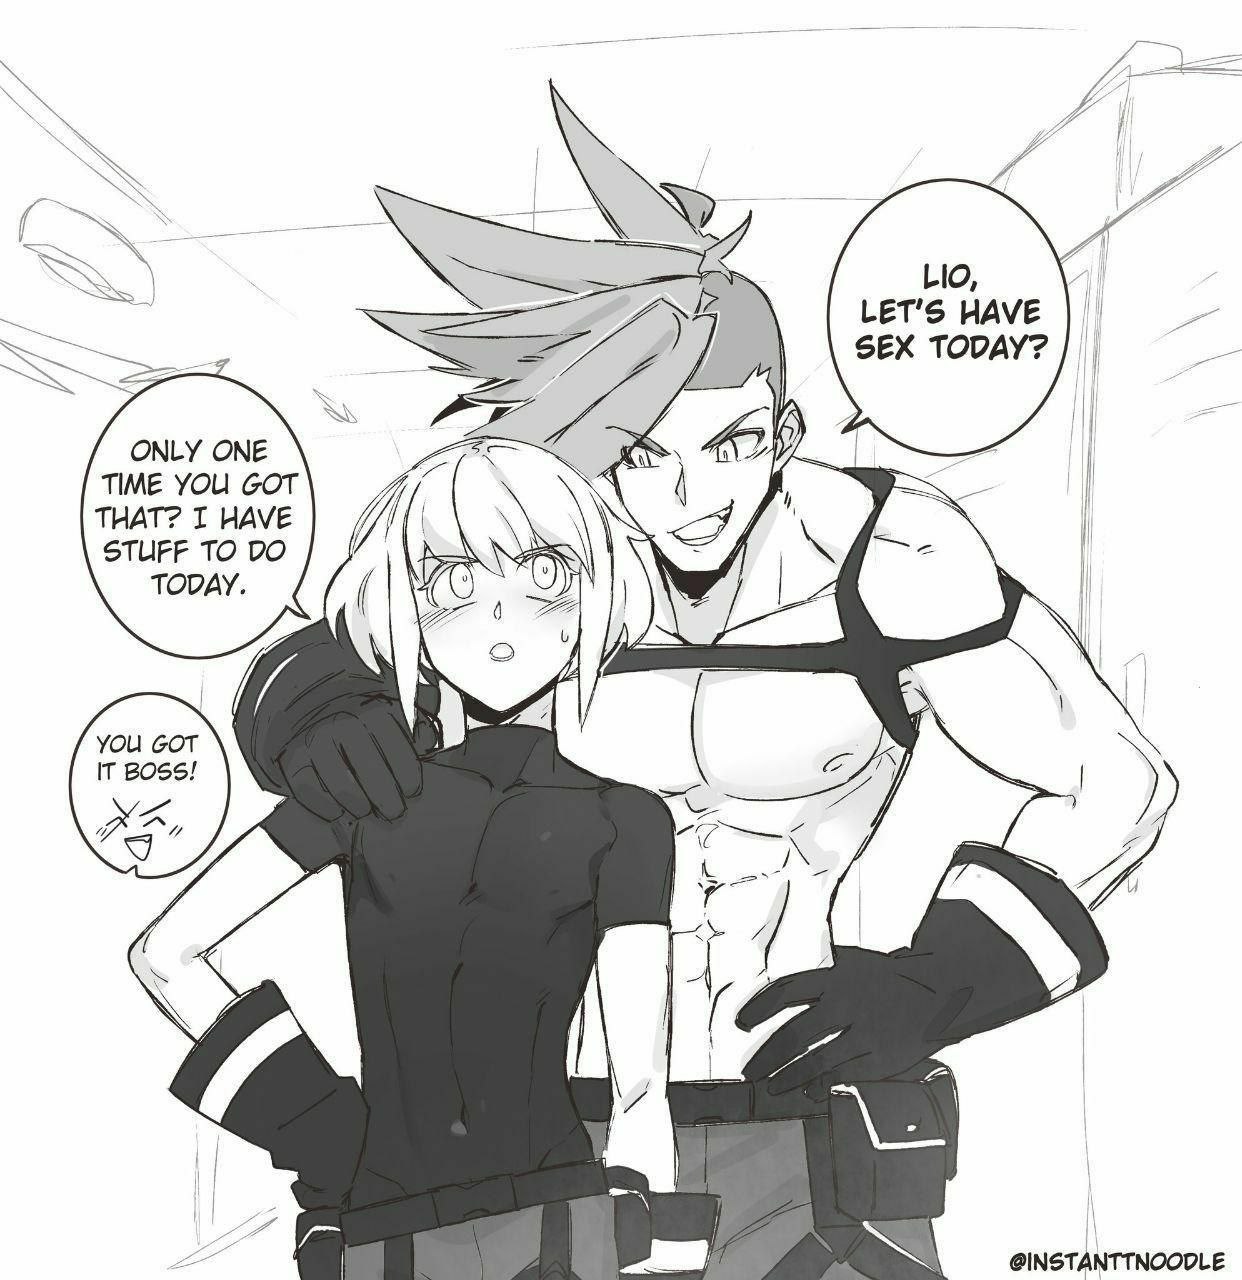 LIO,
LET'S HAVE
SEX TODAY?
ONLY ONE
TIME YOU GOT
THAT? I HAVE
STUFF TO DO
TODAY.
YOU GOT
IT BOSS!
@INSTANTTNOODLE